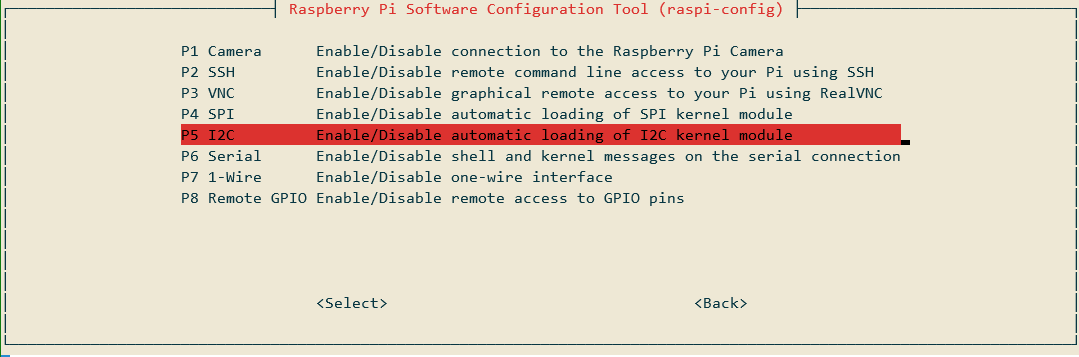 Raspberry Pi Software Configuration Tool (raspi-config)
P1 Camera Enable/Disable connection to the Raspberry Pi Camera
P2 SSH Enable/Disable remote command line access to your Pi using SSH
P3 VNC Enable/Disable graphical remote access to your Pi using RealVNC
P4 SPI Enable/Disable automatic loading of SPI kernel module
P5 I2C Enable/Disable automatic loading of I2C kernel module
P6 Serial Enable/Disable shell and kernel messages on the serial connection
P7 1-Wire Enable/Disable one-wire interface
P8 Remote GPIO Enable/Disable remote access to GPIO pins
<Select> <Back>